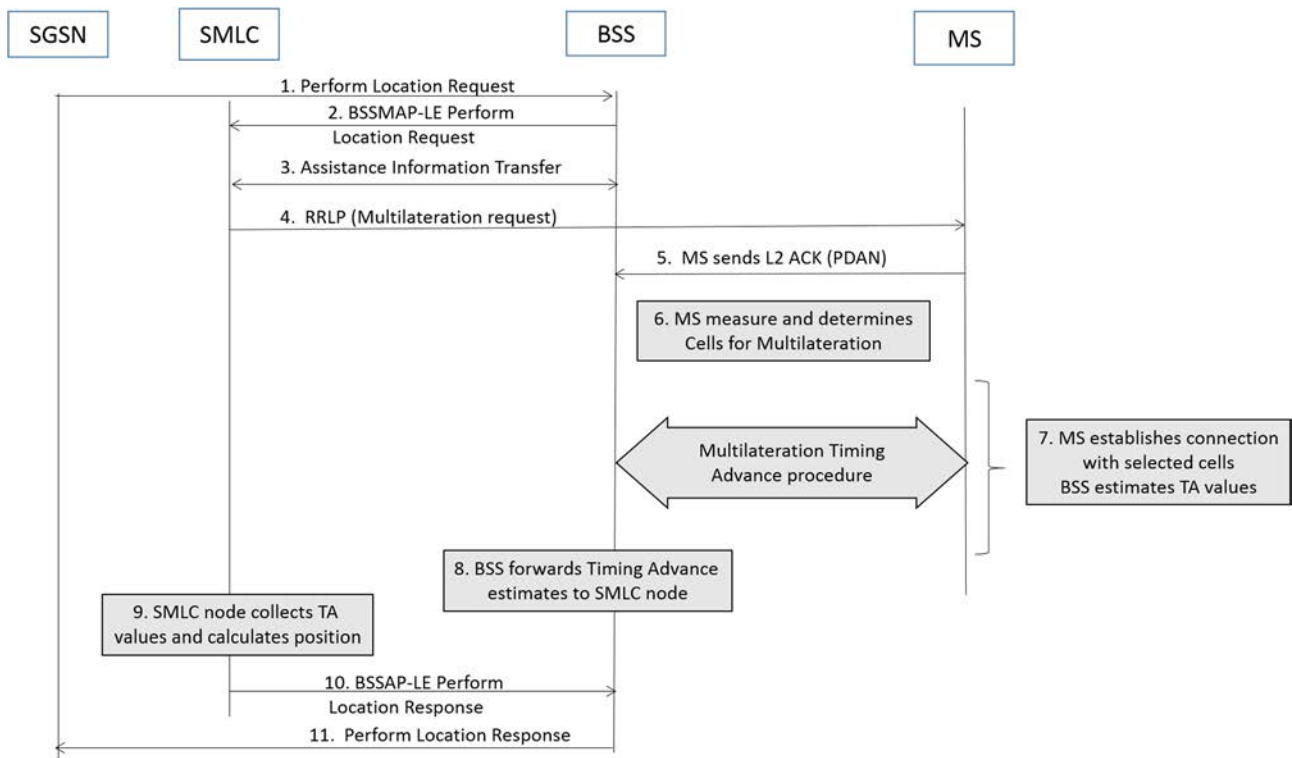 SGSN
SMLC
BSS
MS
1. Perform Location Request
2. BSSMAP-LE Perform
Location Request
3. Assistance Information Transfer
4. RRLP (Multilateration request)
5. MS sends L2 ACK (PDAN)
6. MS measure and determines
Cells for Multilateration
Multilateration Timing
Advance procedure
7. MS establishes connection
with selected cells
BSS estimates TA values
8. BSS forwards Timing Advance
estimates to SMLC node
9. SMLC node collects TA
values and calculates position
10. BSSAP-LE Perform
Location Response
11. Perform Location Response